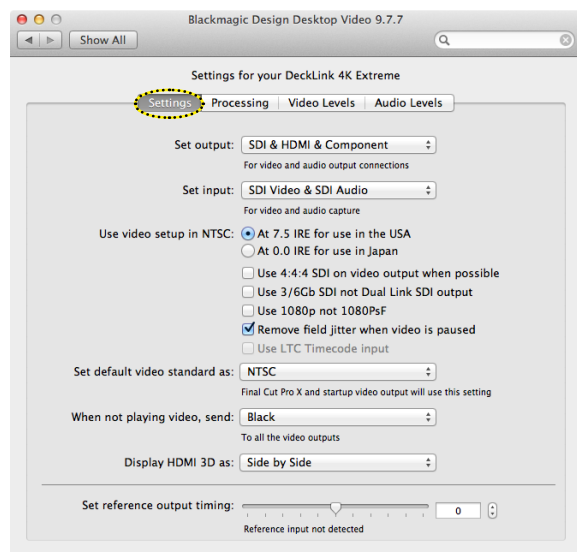 Blackmagic Design Desktop Video 9.7.7
Show All
Settings for your DeckLink 4K Extreme
Settings Processing Video Levels Audio Levels
Set output: SDI & HDMI & Component
For video and audio output connections
Set input: SDI Video & SDI Audio
For video and audio capture
Use video setup in NTSC: At 7.5 IRE for use in the USA
At 0.0 IRE for use in Japan
Use 4:4:4 SDI on video output when possible
Use 3/6Gb SDI not Dual Link SDI output
Use 1080p not 1080PsF
Remove field jitter when video is paused
Use LTC Timecode input
Set default video standard as: NTSC
Final Cut Pro X and startup video output will use this setting
When not playing video, send: Black
To all the video outputs
Display HDMI 3D as: Side by Side
Set reference output timing: 0
Reference input not detected